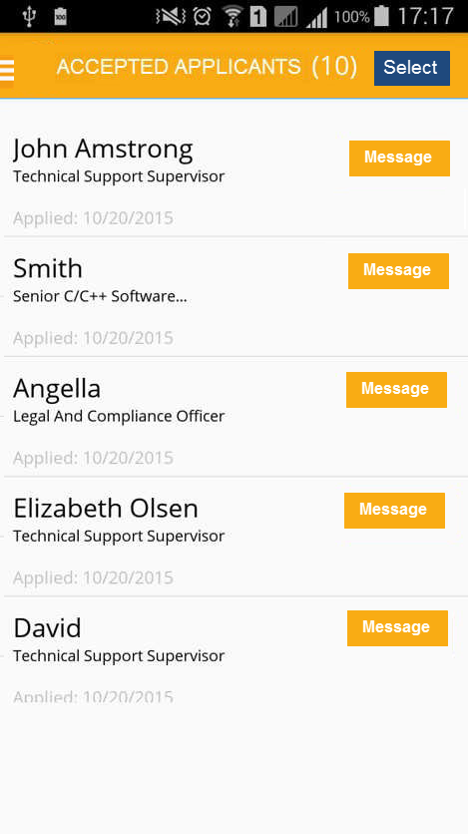 100
1
100%
17:17
ACCEPTED APPLICANTS (10)
Select
John Amstrong
Message
Technical Support Supervisor
Applied: 10/20/2015
Smith
Message
Senior C/C++ Software...
Applied: 10/20/2015
Angella
Message
Legal And Compliance Officer
Applied: 10/20/2015
Elizabeth Olsen
Message
Technical Support Supervisor
Applied: 10/20/2015
David
Message
Technical Support Supervisor
Applied: 10/20/2015